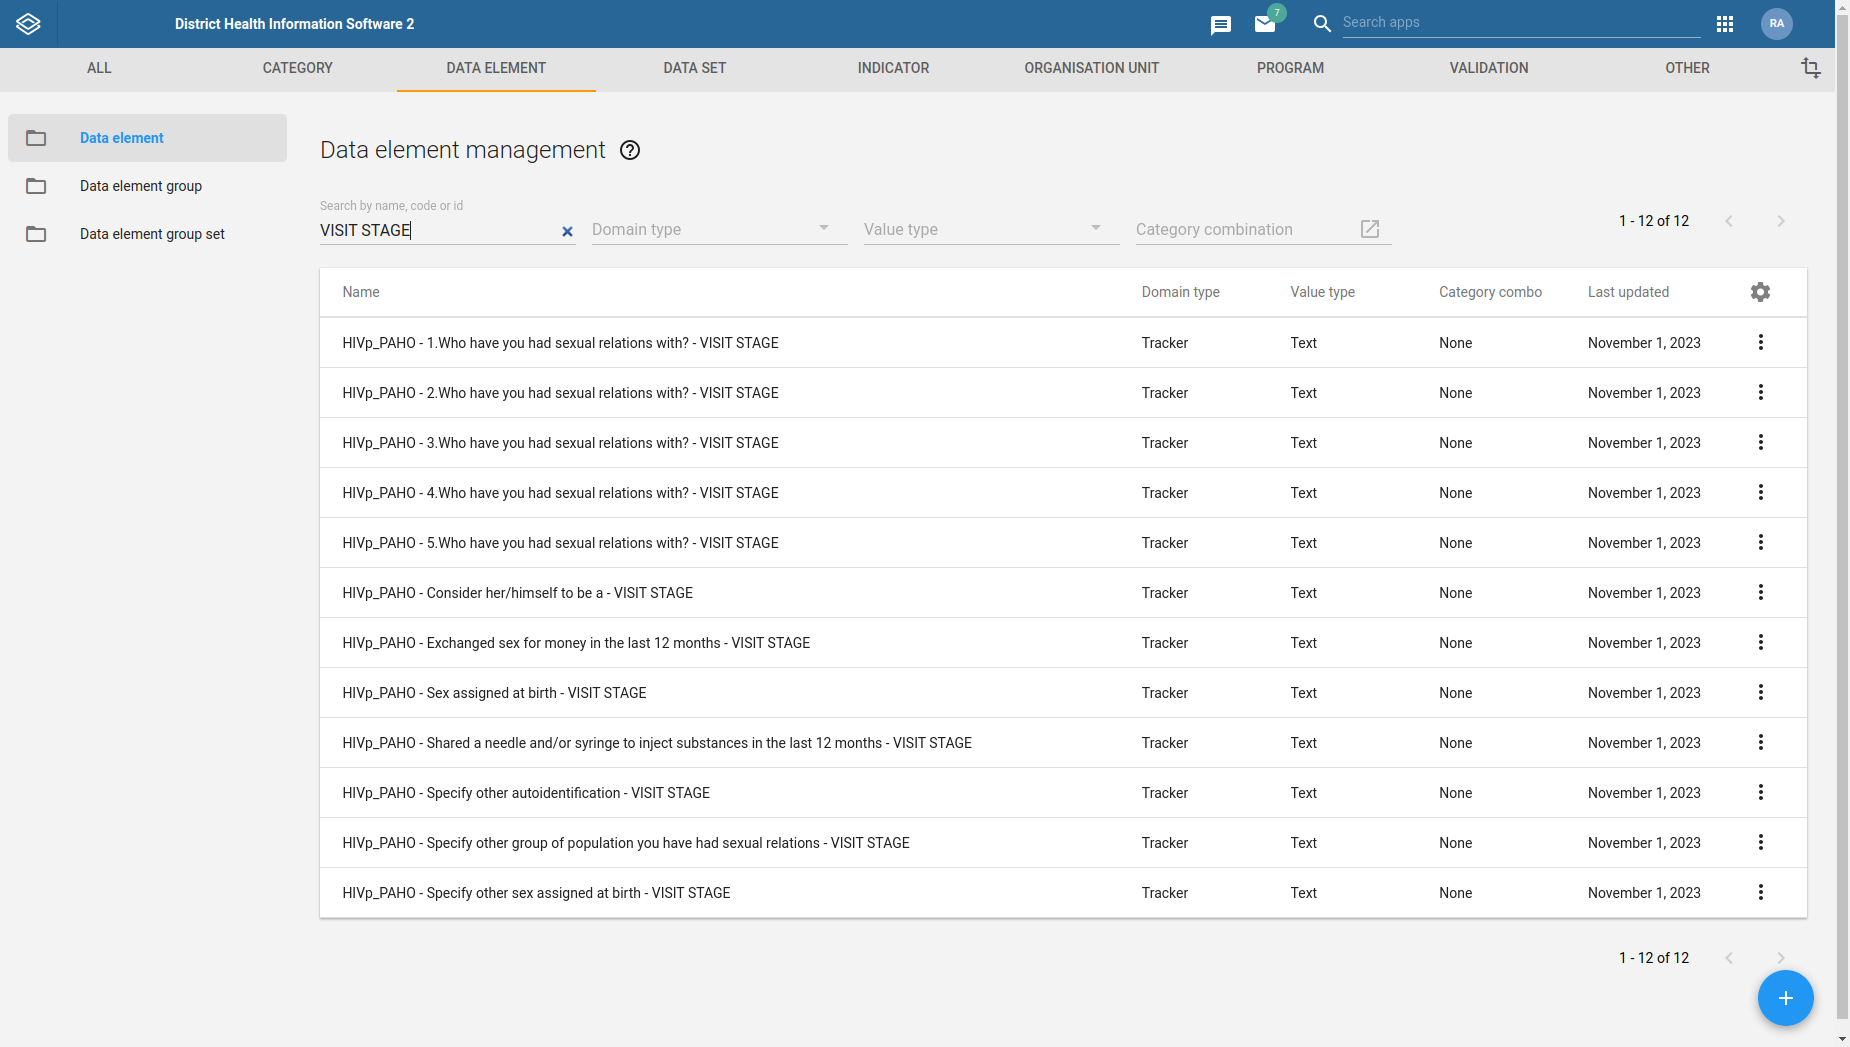 District Health Information Software 2
7
Search apps
RA
ALL CATEGORY DATA ELEMENT DATA SET INDICATOR ORGANISATION UNIT PROGRAM VALIDATION OTHER
Data element
Data element group
Data element group set
Data element management
Search by name, code or id
VISIT STAGE Domain type Value type Category combination 1 - 12 of 12
Name Domain type Value type Category combo Last updated
HIVp_PAHO - 1.Who have you had sexual relations with? - VISIT STAGE Tracker Text None November 1, 2023
HIVp_PAHO - 2.Who have you had sexual relations with? - VISIT STAGE Tracker Text None November 1, 2023
HIVp_PAHO - 3.Who have you had sexual relations with? - VISIT STAGE Tracker Text None November 1, 2023
HIVp_PAHO - 4.Who have you had sexual relations with? - VISIT STAGE Tracker Text None November 1, 2023
HIVp_PAHO - 5.Who have you had sexual relations with? - VISIT STAGE Tracker Text None November 1, 2023
HIVp_PAHO - Consider her/himself to be a - VISIT STAGE Tracker Text None November 1, 2023
HIVp_PAHO - Exchanged sex for money in the last 12 months - VISIT STAGE Tracker Text None November 1, 2023
HIVp_PAHO - Sex assigned at birth - VISIT STAGE Tracker Text None November 1, 2023
HIVp_PAHO - Shared a needle and/or syringe to inject substances in the last 12 months - VISIT STAGE Tracker Text None November 1, 2023
HIVp_PAHO - Specify other autoidentification - VISIT STAGE Tracker Text None November 1, 2023
HIVp_PAHO - Specify other group of population you have had sexual relations - VISIT STAGE Tracker Text None November 1, 2023
HIVp_PAHO - Specify other sex assigned at birth - VISIT STAGE Tracker Text None November 1, 2023
1 - 12 of 12